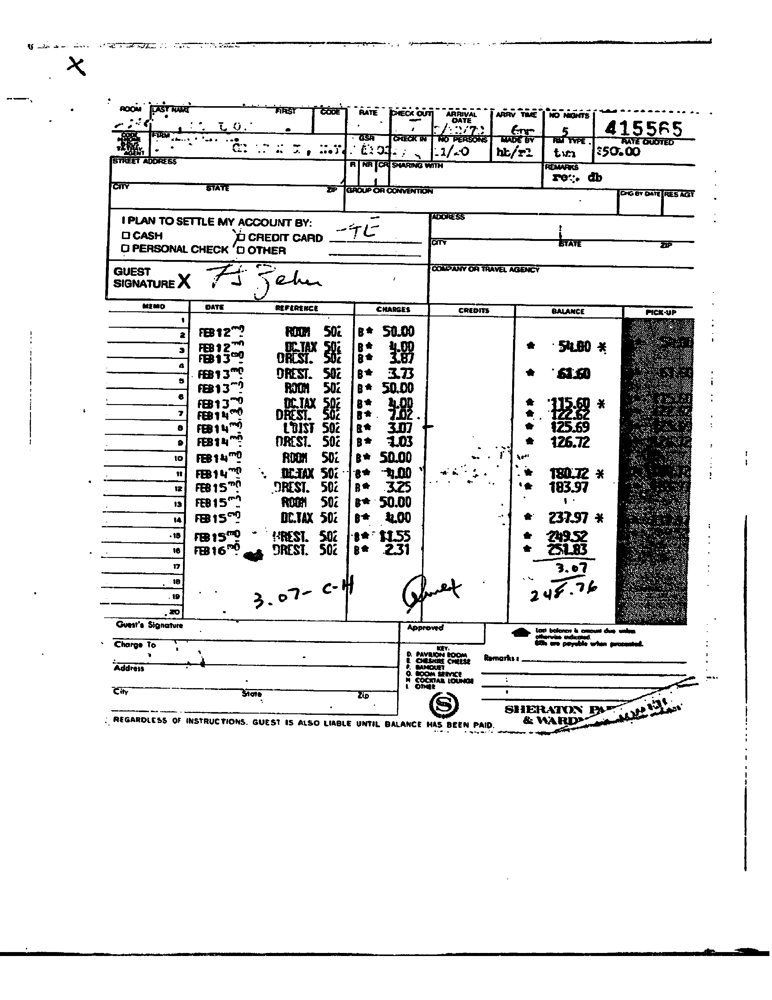 X
ROOM LAST NAME FIRST CODE RATE CHECK OUT ARRIVAL DATE ARRV TIME NO NIGHTS
6nr 5 415565
FIRM GSR CHECK IN NO PERSONS MADE BY RM TYPE RATE QUOTED
N.Y. 1/-0 hb/rl twn $50.00
STREET ADDRESS R NR CR SHARING WITH REMARKS
db
CITY STATE ZIP GROUP OR CONVENTION CHG BY DATE RES AGT
I PLAN TO SETTLE MY ACCOUNT BY: ADDRESS
☐ CASH ☐ CREDIT CARD
☐ PERSONAL CHECK ☐ OTHER CITY STATE ZIP
GUEST SIGNATURE X COMPANY OR TRAVEL AGENCY
MEMO DATE REFERENCE CHARGES CREDITS BALANCE PICK-UP
1
2 FEB12 ROOM 502 B* 50.00
3 FEB12 OC.TAX 502 B* 4.00 * 54.00 *
4 FEB13 DREST. 502 B* 3.87
5 FEB13 DREST. 502 B* 3.73 * 61.60
FEB13 ROOM 502 B* 50.00
6 FEB13 OC.TAX 502 B* 4.00 * 115.60 *
7 FEB14 DREST. 502 B* 7.02 * 122.62
8 FEB14 L'DIST 502 B* 3.07 * 125.69
9 FEB14 DREST. 502 B* 1.03 * 126.72
10 FEB14 ROOM 502 B* 50.00
11 FEB14 OC.TAX 502 B* 4.00 * 180.72 *
12 FEB15 DREST. 502 B* 3.25 * 183.97
13 FEB15 ROOM 502 B* 50.00
14 FEB15 OC.TAX 502 B* 4.00 * 237.97 *
15 FEB15 HREST. 502 B* 11.55 * 249.52
16 FEB16 DREST. 502 B* 2.31 * 251.83
17 3.07
18
19 3.07 - C-H 248.76
20
Guest's Signature Approved Last balance is amount due unless otherwise indicated.
Bills are payable when presented.
Charge To KEY:
D. PAVILION ROOM
E. CHESHIRE CHEESE Remarks:
Address F. BANQUET
G. ROOM SERVICE
H COCKTAIL LOUNGE
City State Zip I. OTHER
S
SHERATON
& WARD
REGARDLESS OF INSTRUCTIONS. GUEST IS ALSO LIABLE UNTIL BALANCE HAS BEEN PAID.